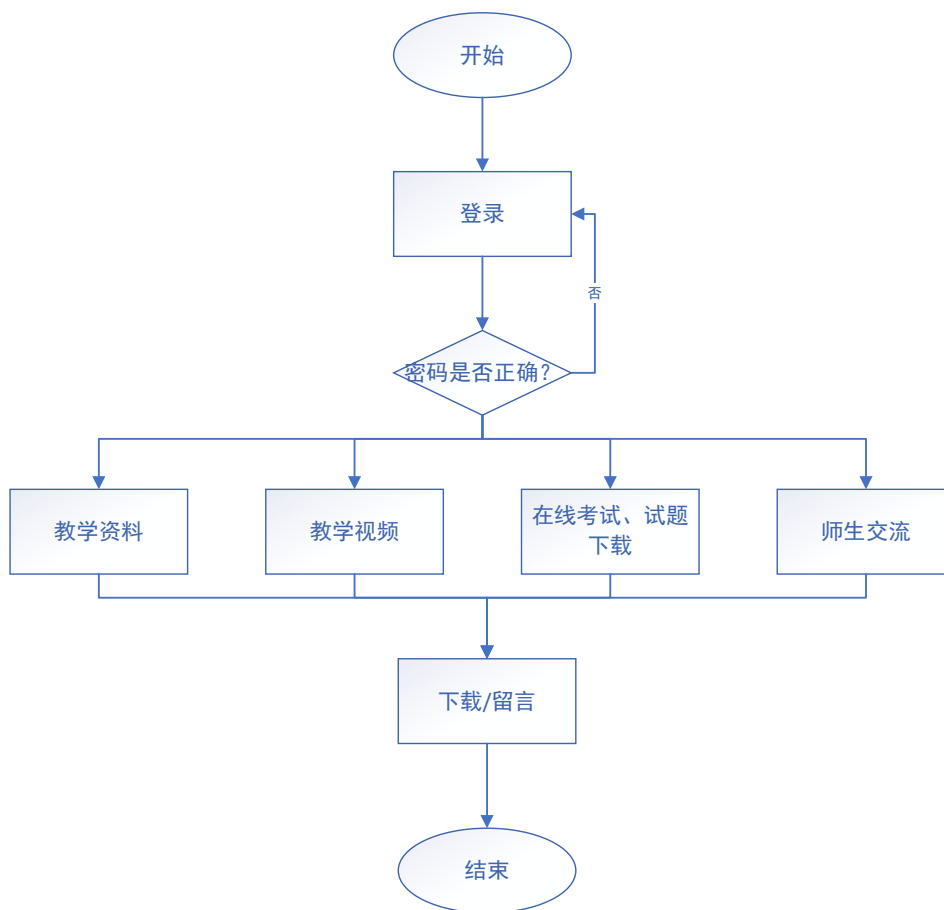 开始
登录
否
密码是否正确?
教学资料
教学视频
在线考试、试题
下载
师生交流
下载/留言
结束